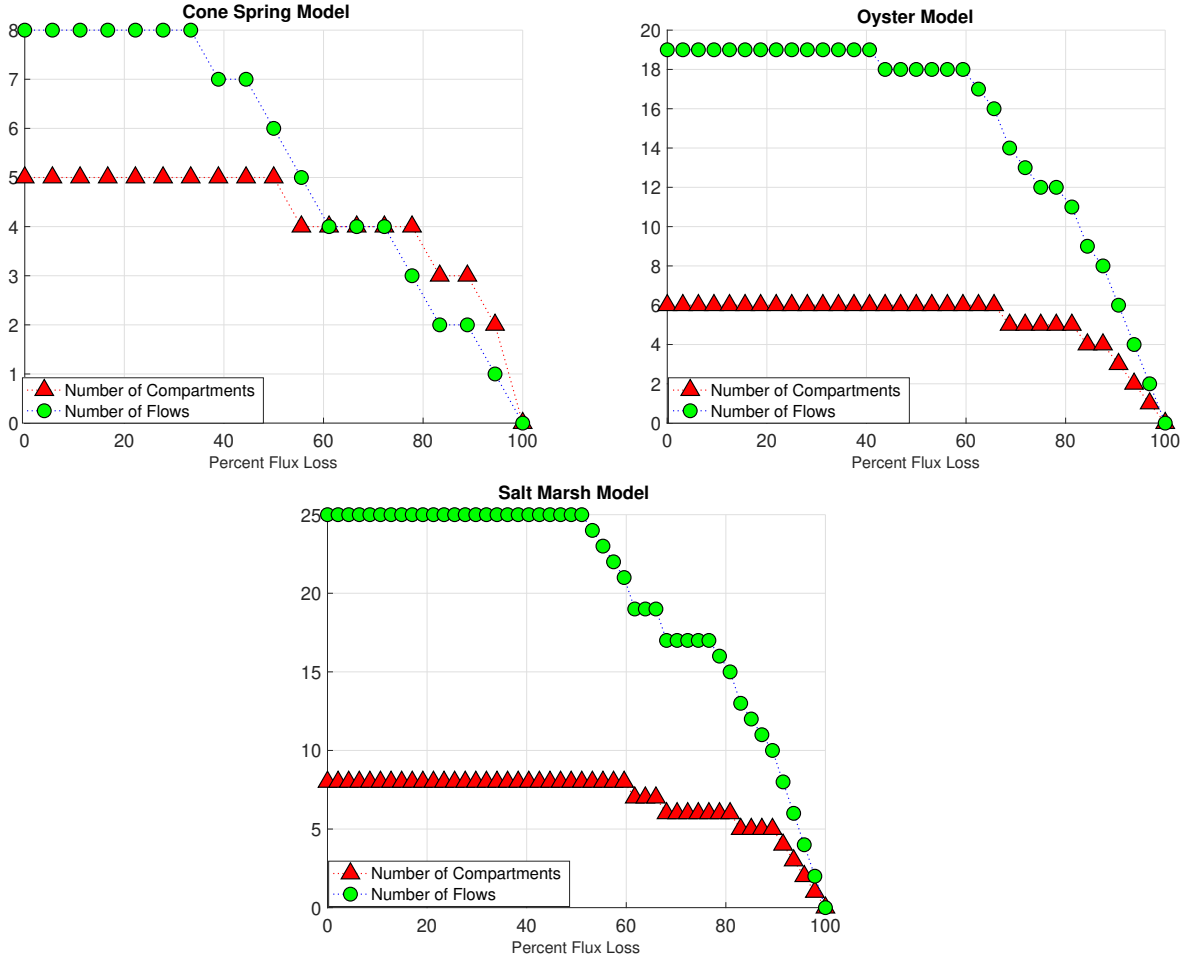 Cone Spring Model
8
7
6
5
4
3
2
1
0
0 20 40 60 80 100
Percent Flux Loss
Number of Compartments
Number of Flows
Oyster Model
20
18
16
14
12
10
8
6
4
2
0
0 20 40 60 80 100
Percent Flux Loss
Number of Compartments
Number of Flows
Salt Marsh Model
25
20
15
10
5
0
0 20 40 60 80 100
Percent Flux Loss
Number of Compartments
Number of Flows